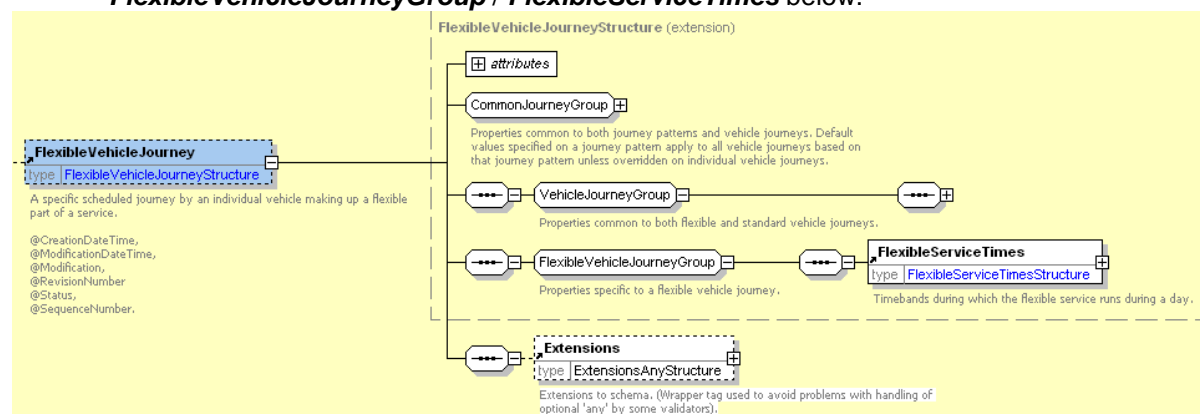 FlexibleVehicleJourneyGroup / FlexibleServiceTimes below.
FlexibleVehicleJourneyStructure (extension)
attributes
CommonJourneyGroup
Properties common to both journey patterns and vehicle journeys. Default
values specified on a journey pattern apply to all vehicle journeys based on
that journey pattern unless overridden on individual vehicle journeys.
FlexibleVehicleJourney
type FlexibleVehicleJourneyStructure
A specific scheduled journey by an individual vehicle making up a flexible
part of a service.
@CreationDateTime,
@ModificationDateTime,
@Modification,
@RevisionNumber
@Status,
@SequenceNumber.
VehicleJourneyGroup
Properties common to both flexible and standard vehicle journeys.
FlexibleVehicleJourneyGroup
Properties specific to a flexible vehicle journey.
FlexibleServiceTimes
type FlexibleServiceTimesStructure
Timebands during which the flexible service runs during a day.
Extensions
type ExtensionsAnyStructure
Extensions to schema. (Wrapper tag used to avoid problems with handling of
optional 'any' by some validators).